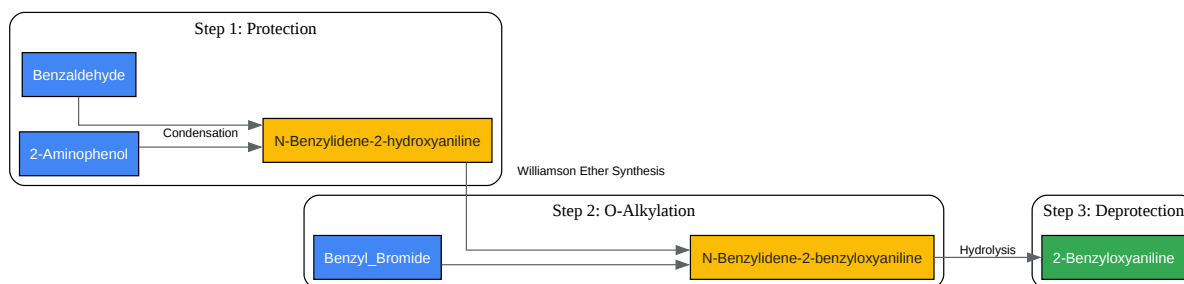 Step 1: Protection
Benzaldehyde
Condensation
2-Aminophenol
N-Benzylidene-2-hydroxyaniline
Williamson Ether Synthesis
Step 2: O-Alkylation
Benzyl_Bromide
N-Benzylidene-2-benzyloxyaniline
Hydrolysis
Step 3: Deprotection
2-Benzyloxyaniline